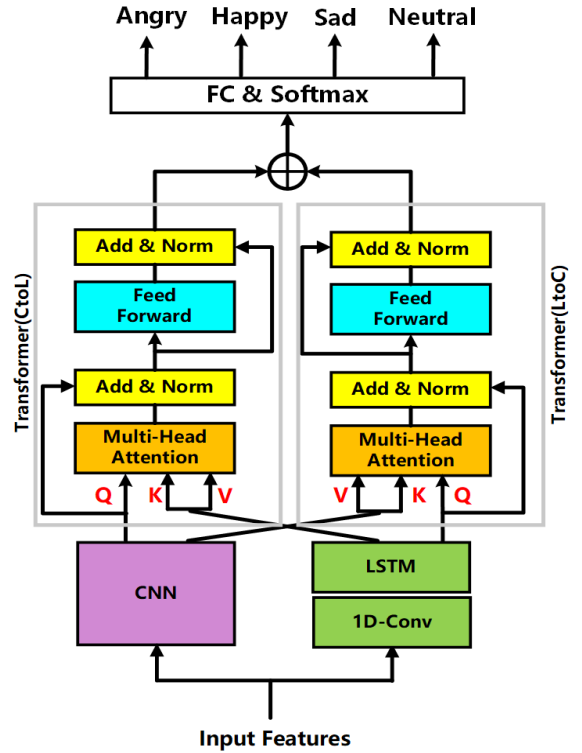 Angry Happy Sad Neutral
FC & Softmax
Transformer(CtoL)
Add & Norm
Feed
Forward
Add & Norm
Multi-Head
Attention
Q K V
Transformer(LtoC)
Add & Norm
Feed
Forward
Add & Norm
Multi-Head
Attention
V K Q
CNN
LSTM
1D-Conv
Input Features